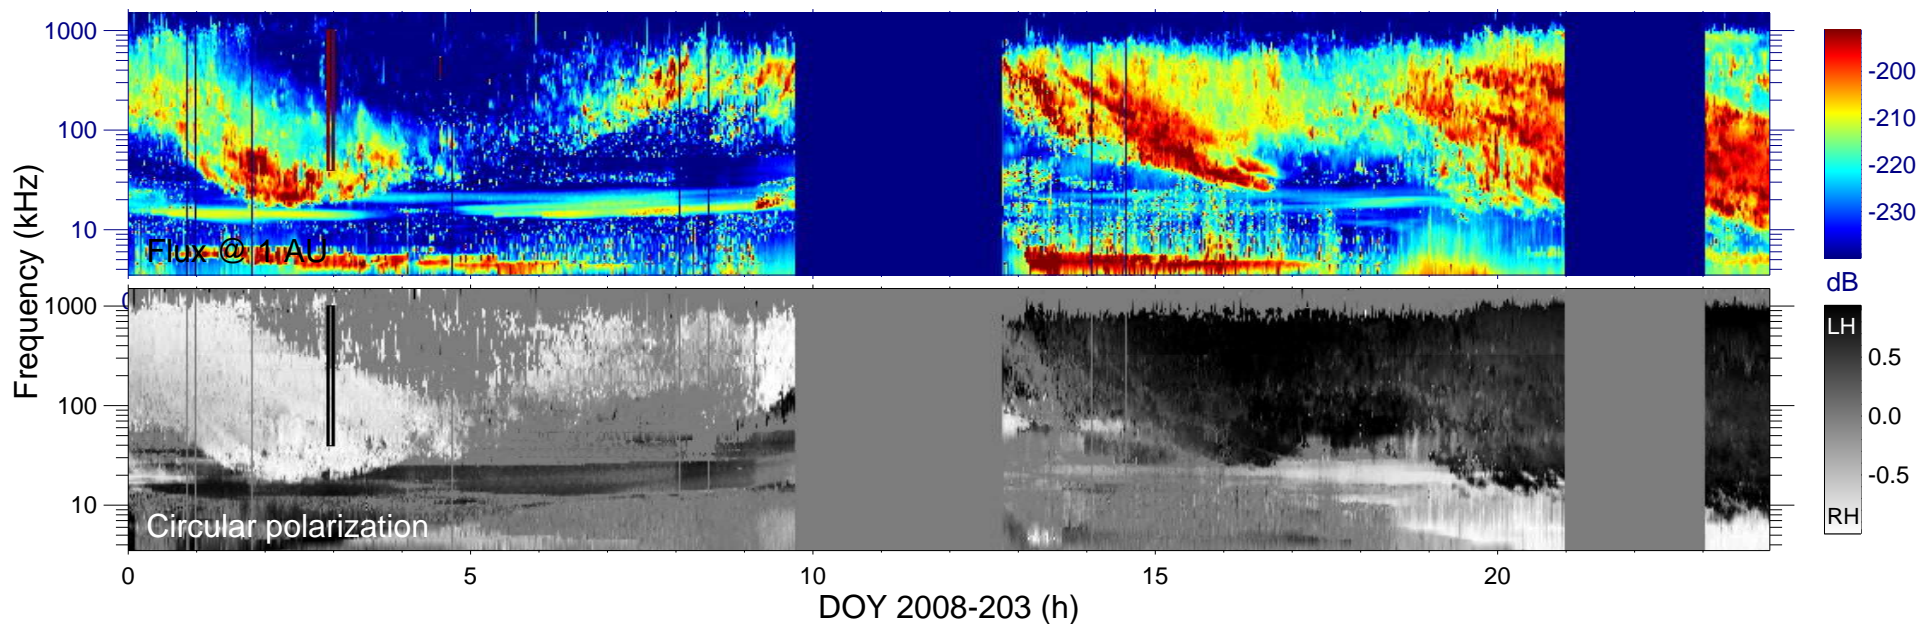 1000
100
10
Flux @ 1 AU
-200
-210
-220
-230
dB
Frequency (kHz)
0
1000
100
10
Circular polarization
LH
0.5
0.0
-0.5
RH
0
5
10
15
20
DOY 2008-203 (h)